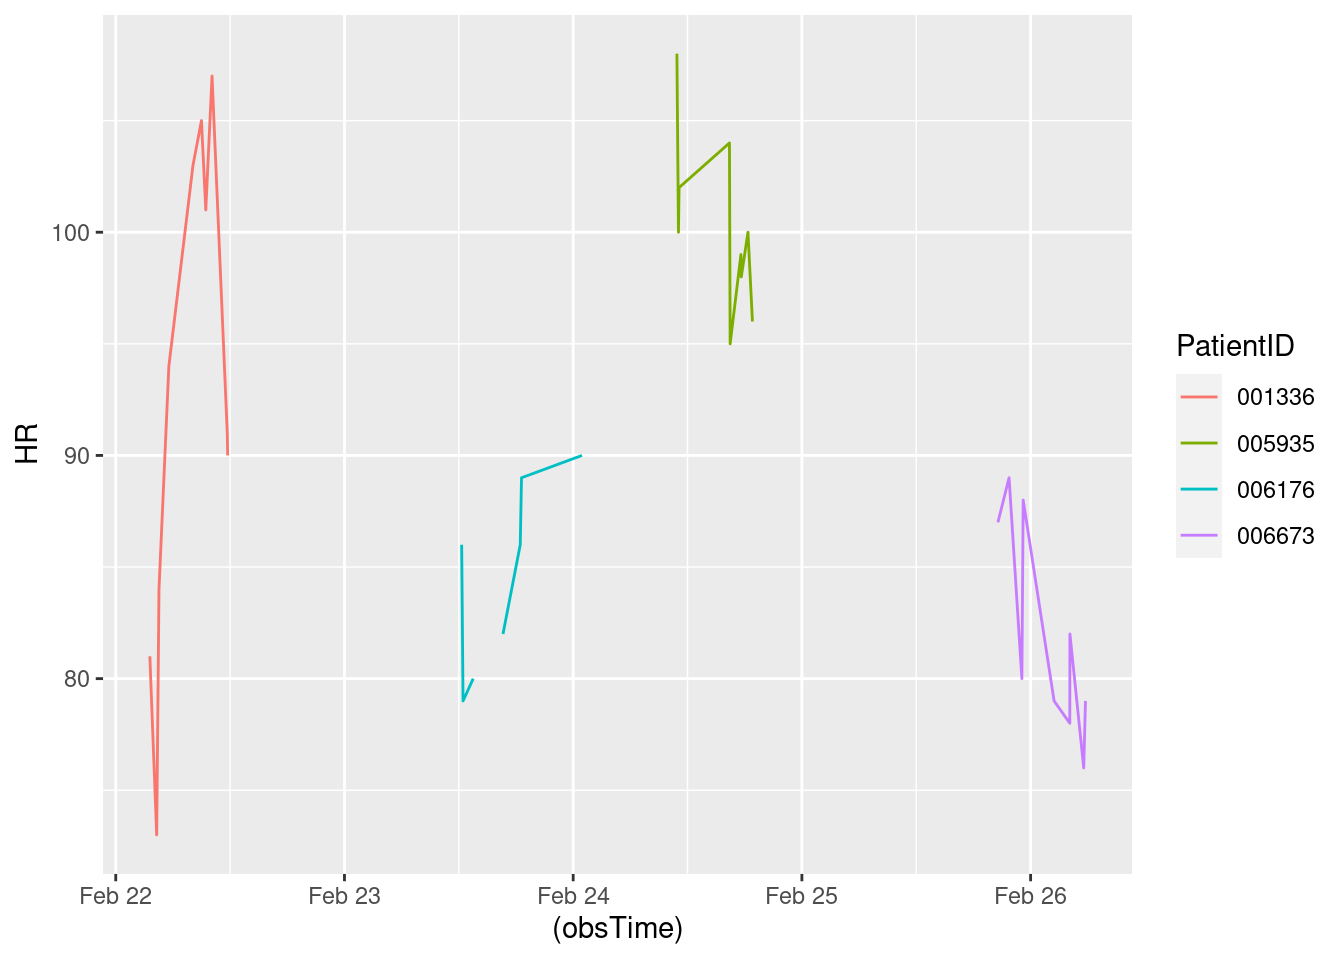 100
90
80
HR
Feb 22
Feb 23
Feb 24
Feb 25
Feb 26
(obsTime)
PatientID
001336
005935
006176
006673